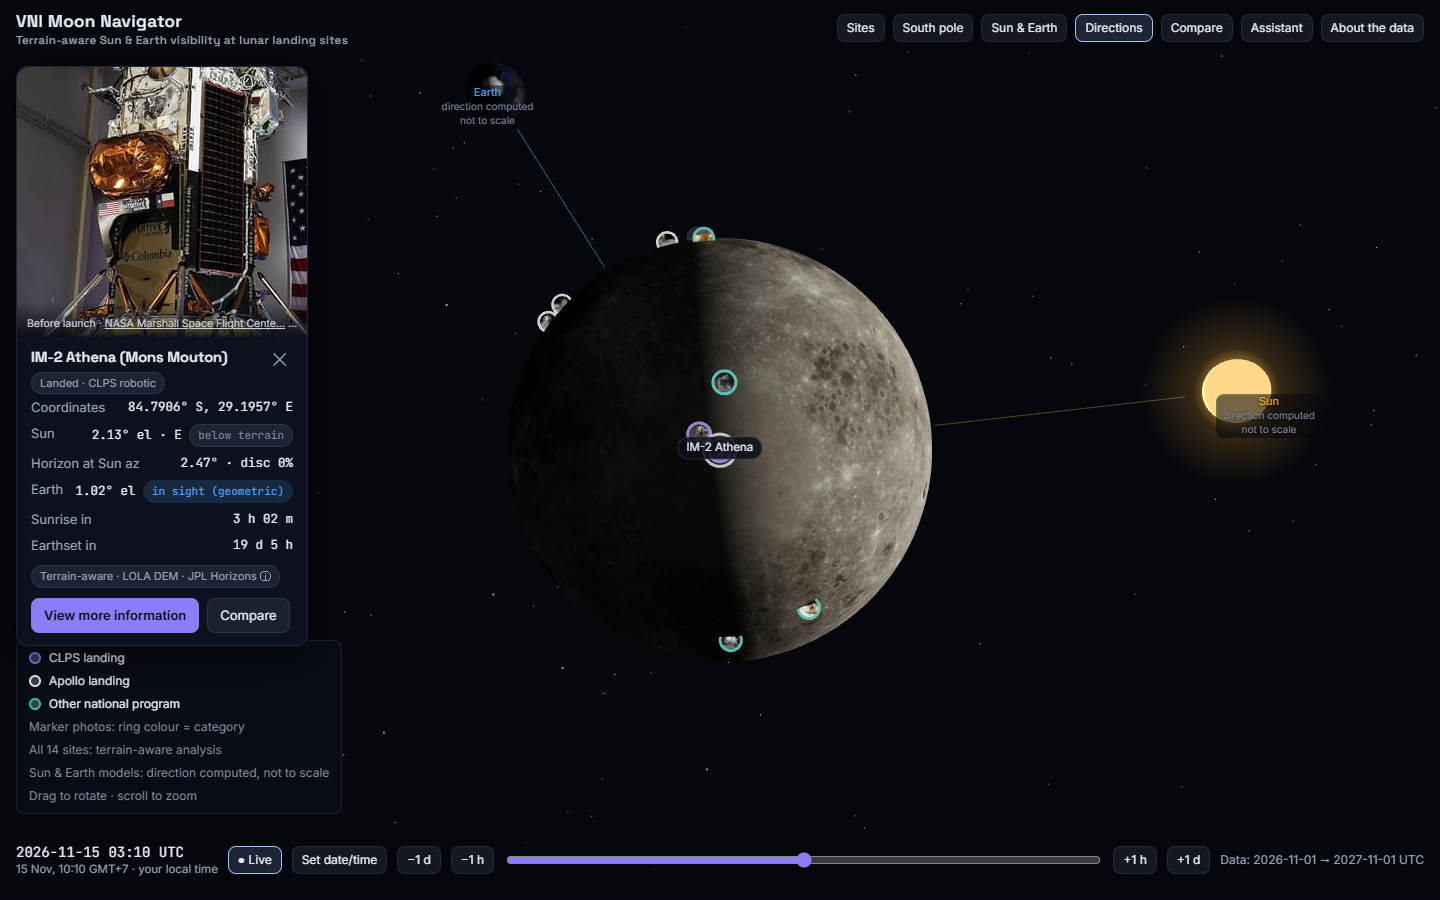 VNI Moon Navigator
Terrain-aware Sun & Earth visibility at lunar landing sites
Sites
South pole
Sun & Earth
Directions
Compare
Assistant
About the data
Earth
direction computed
not to scale
Columbia
Before launch · NASA Marshall Space Flight Cente... ...
IM-2 Athena (Mons Mouton)
Landed · CLPS robotic
Coordinates 84.7906° S, 29.1957° E
Sun 2.13° el · E below terrain
Horizon at Sun az 2.47° · disc 0%
Earth 1.02° el in sight (geometric)
Sunrise in 3 h 02 m
Earthset in 19 d 5 h
Terrain-aware · LOLA DEM · JPL Horizons ⓘ
View more information
Compare
IM-2 Athena
Sun
direction computed
not to scale
CLPS landing
Apollo landing
Other national program
Marker photos: ring colour = category
All 14 sites: terrain-aware analysis
Sun & Earth models: direction computed, not to scale
Drag to rotate · scroll to zoom
2026-11-15 03:10 UTC
15 Nov, 10:10 GMT+7 · your local time
● Live
Set date/time
−1 d
−1 h
+1 h
+1 d
Data: 2026-11-01 → 2027-11-01 UTC